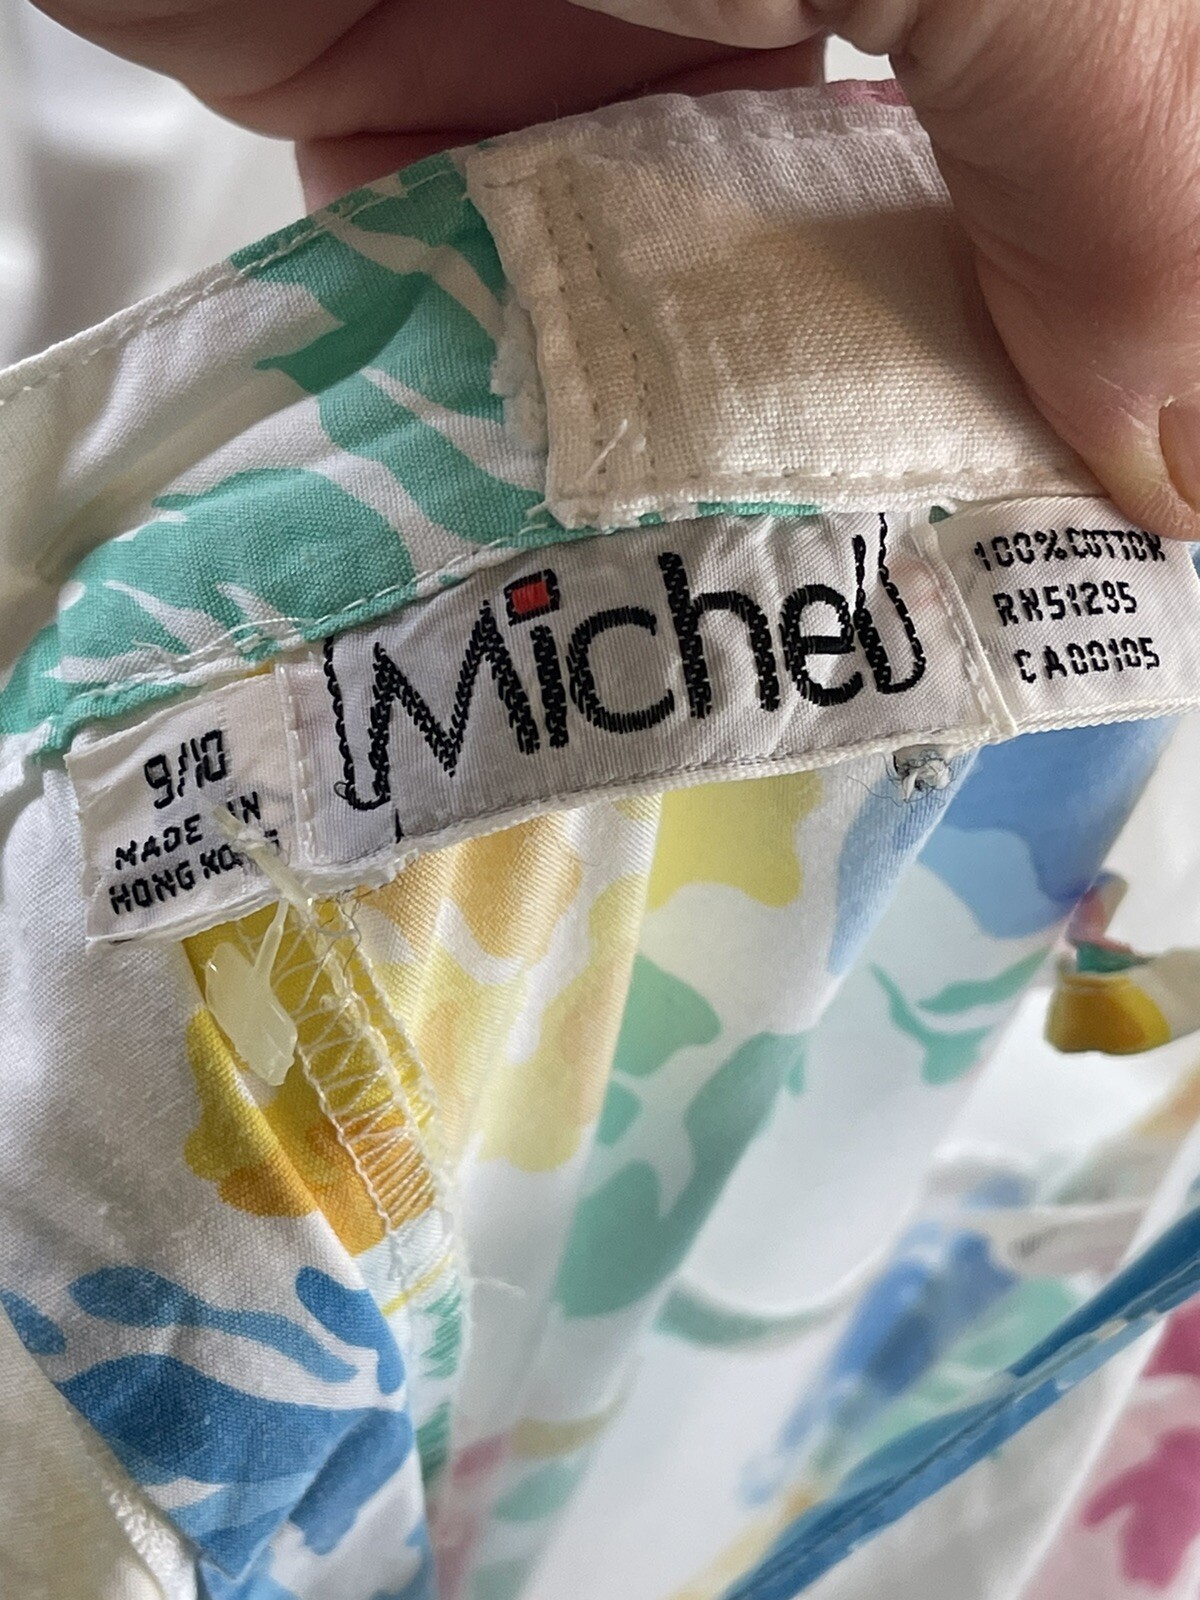 9/10
MADE IN
HONG KONG
Michel
100% COTTON
RN51295
CA00105